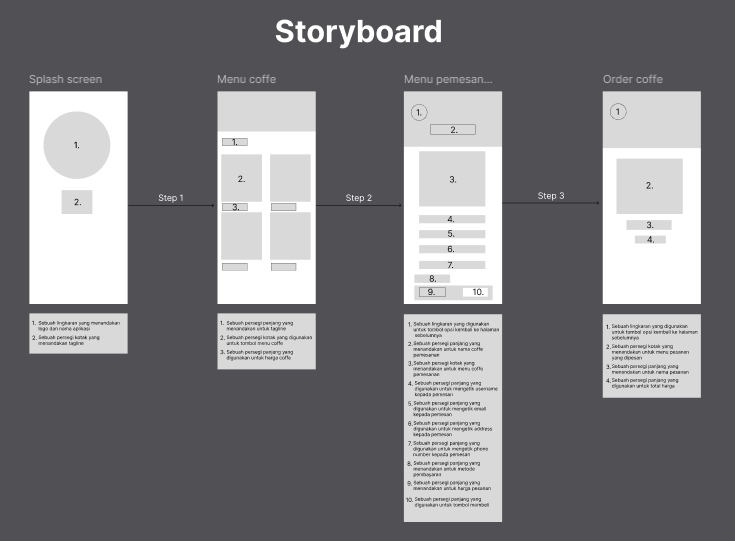 Storyboard
Splash screen
1.
2.
Step 1
1. Sebuah lingkaran yang menandakan
logo dan nama aplikasi
2. Sebuah persegi kotak yang
menandakan tagline
Menu coffe
1.
2.
3.
Step 2
1. Sebuah persegi panjang yang
menandakan untuk tagline
2. Sebuah persegi kotak yang digunakan
untuk tombol menu coffe
3. Sebuah persegi panjang yang
digunakan untuk harga coffe
Menu pemesan...
1.
2.
3.
4.
5.
6.
7.
8.
9.
10.
Step 3
1. Sebuah lingkaran yang digunakan
untuk tombol opsi kembali ke halaman
sebelumnya
2. Sebuah persegi panjang yang
menandakan untuk nama coffe
pemesanan
3. Sebuah persegi kotak yang
menandakan untuk menu coffe
pemesanan
4. Sebuah persegi panjang yang
digunakan untuk mengetik username
kepada pemesan
5. Sebuah persegi panjang yang
digunakan untuk mengetik email
kepada pemesan
6. Sebuah persegi panjang yang
digunakan untuk mengetik address
kepada pemesan
7. Sebuah persegi panjang yang
digunakan untuk mengetik phone
number kepada pemesan
8. Sebuah persegi panjang yang
menandakan untuk metode
pembayaran
9. Sebuah persegi panjang yang
menandakan untuk harga pesanan
10. Sebuah persegi panjang yang
digunakan untuk tombol membeli
Order coffe
1
2.
3.
4.
1. Sebuah lingkaran yang digunakan
untuk tombol opsi kembali ke halaman
sebelumnya
2. Sebuah persegi kotak yang
menandakan untuk menu pesanan
yang dipesan
3. Sebuah persegi panjang yang
menandakan untuk nama pesanan
4. Sebuah persegi panjang yang
digunakan untuk total harga